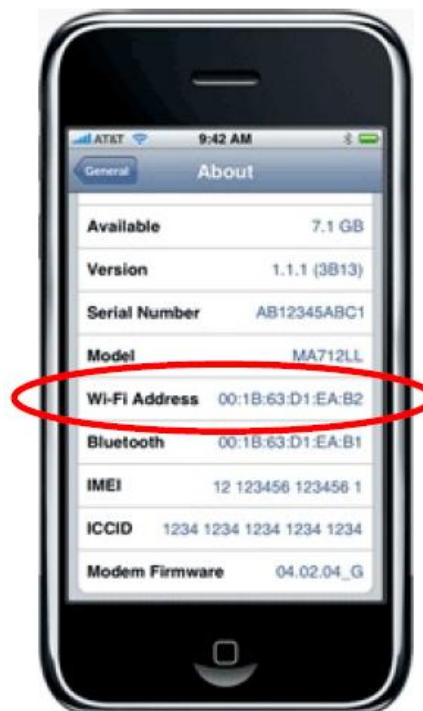 AT&T 9:42 AM
General About
Available 7.1 GB
Version 1.1.1 (3B13)
Serial Number AB12345ABC1
Model MA712LL
Wi-Fi Address 00:1B:63:D1:EA:B2
Bluetooth 00:1B:63:D1:EA:B1
IMEI 12 123456 123456 1
ICCID 1234 1234 1234 1234 1234
Modem Firmware 04.02.04_G